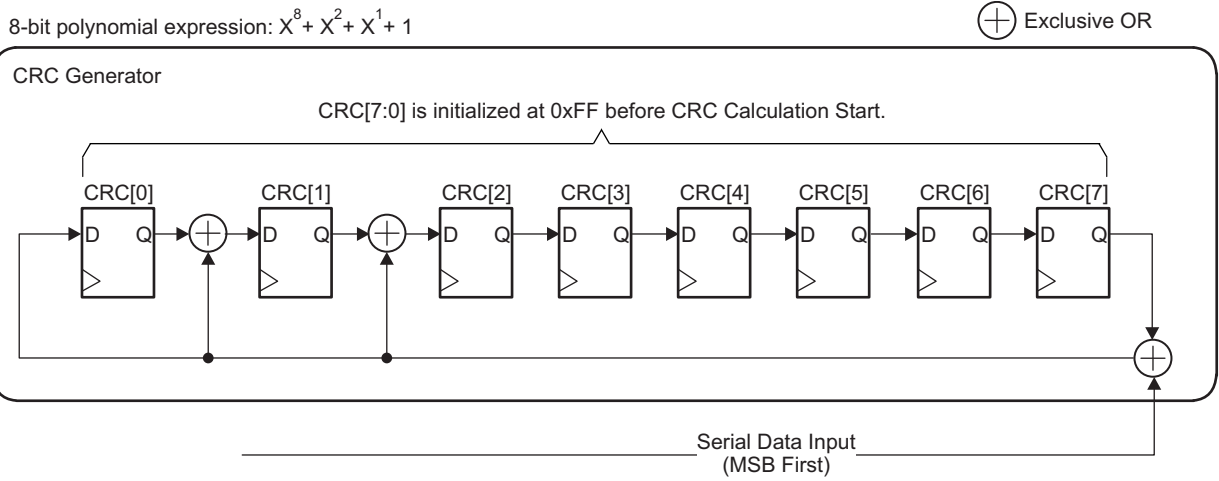 8-bit polynomial expression: X⁸+ X²+ X¹+ 1
Exclusive OR
CRC Generator
CRC[7:0] is initialized at 0xFF before CRC Calculation Start.
CRC[0] CRC[1] CRC[2] CRC[3] CRC[4] CRC[5] CRC[6] CRC[7]
D Q D Q D Q D Q D Q D Q D Q D Q
Serial Data Input
(MSB First)